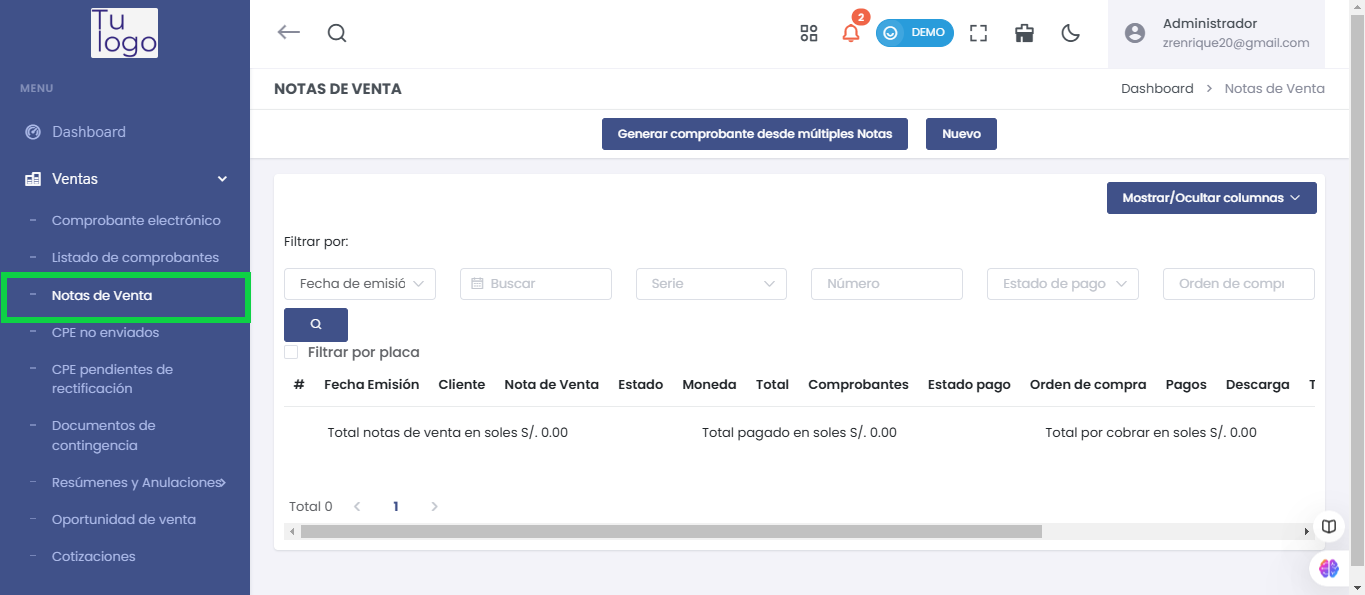 Tu
logo
2
DEMO
Administrador
zrenrique20@gmail.com
MENU
NOTAS DE VENTA
Dashboard > Notas de Venta
Dashboard
Generar comprobante desde múltiples Notas
Nuevo
Ventas
Comprobante electrónico
Listado de comprobantes
Notas de Venta
CPE no enviados
CPE pendientes de
rectificación
Documentos de
contingencia
Resúmenes y Anulaciones
Oportunidad de venta
Cotizaciones
Mostrar/Ocultar columnas
Filtrar por:
Fecha de emisió Buscar Serie Número Estado de pago Orden de compi
Filtrar por placa
# Fecha Emisión Cliente Nota de Venta Estado Moneda Total Comprobantes Estado pago Orden de compra Pagos Descarga T
Total notas de venta en soles S/. 0.00 Total pagado en soles S/. 0.00 Total por cobrar en soles S/. 0.00
Total 0 < 1 >